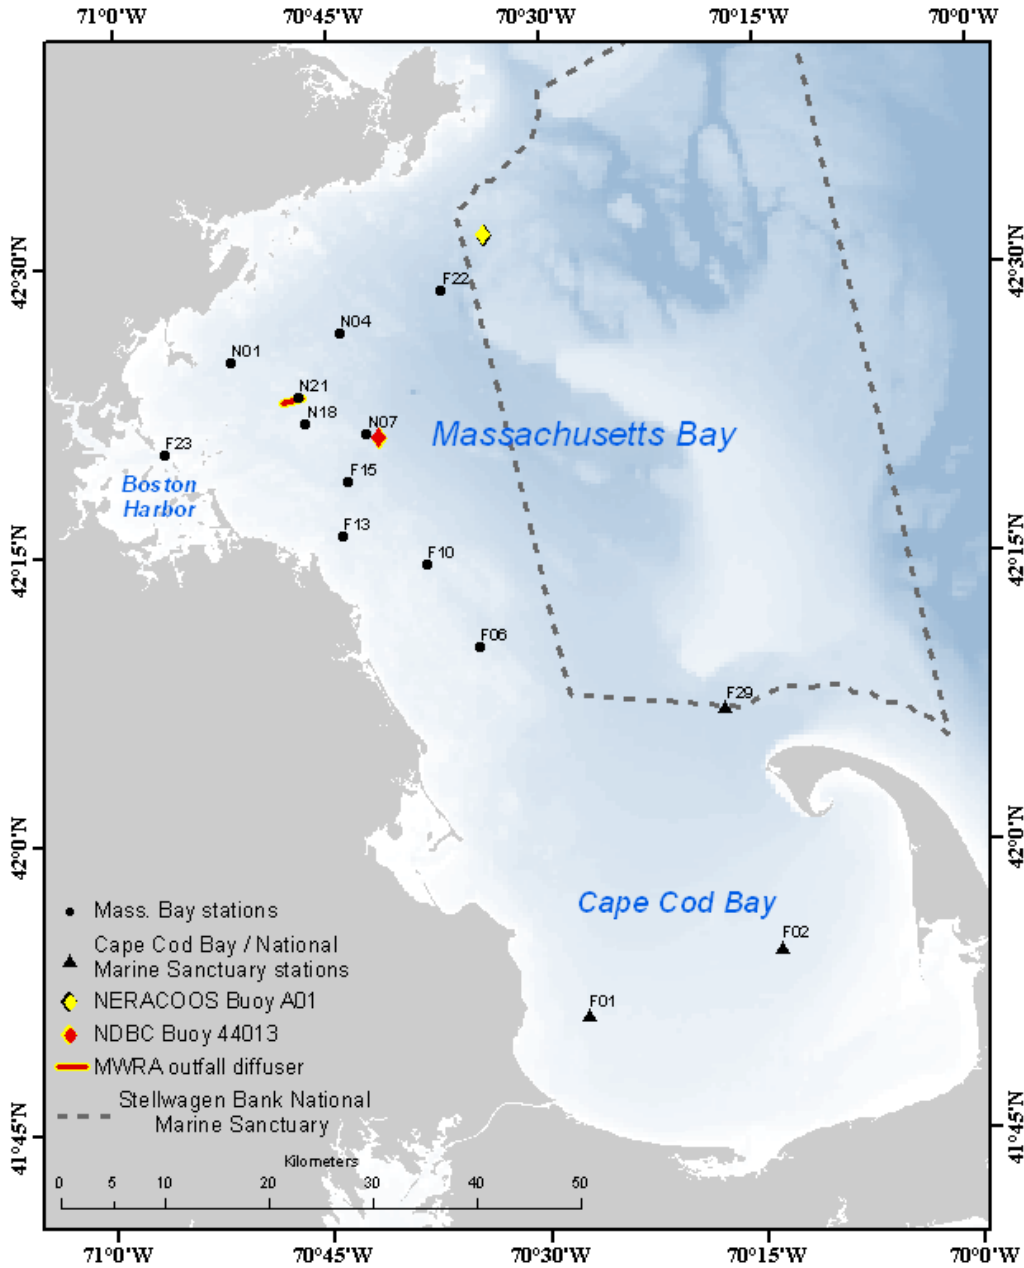 71°0'W 70°45'W 70°30'W 70°15'W 70°0'W
42°30'N
42°30'N
F22
N04
N01
N21
N18
N07
Massachusetts Bay
F23
F15
Boston
Harbor
F13
42°15'N
42°15'N
F10
F06
F29
42°0'N
42°0'N
Cape Cod Bay
F02
F01
Mass. Bay stations
Cape Cod Bay / National
Marine Sanctuary stations
NERACOOS Buoy A01
NDBC Buoy 44013
MWRA outfall diffuser
Stellwagen Bank National
Marine Sanctuary
41°45'N
41°45'N
Kilometers
0 5 10 20 30 40 50
71°0'W 70°45'W 70°30'W 70°15'W 70°0'W